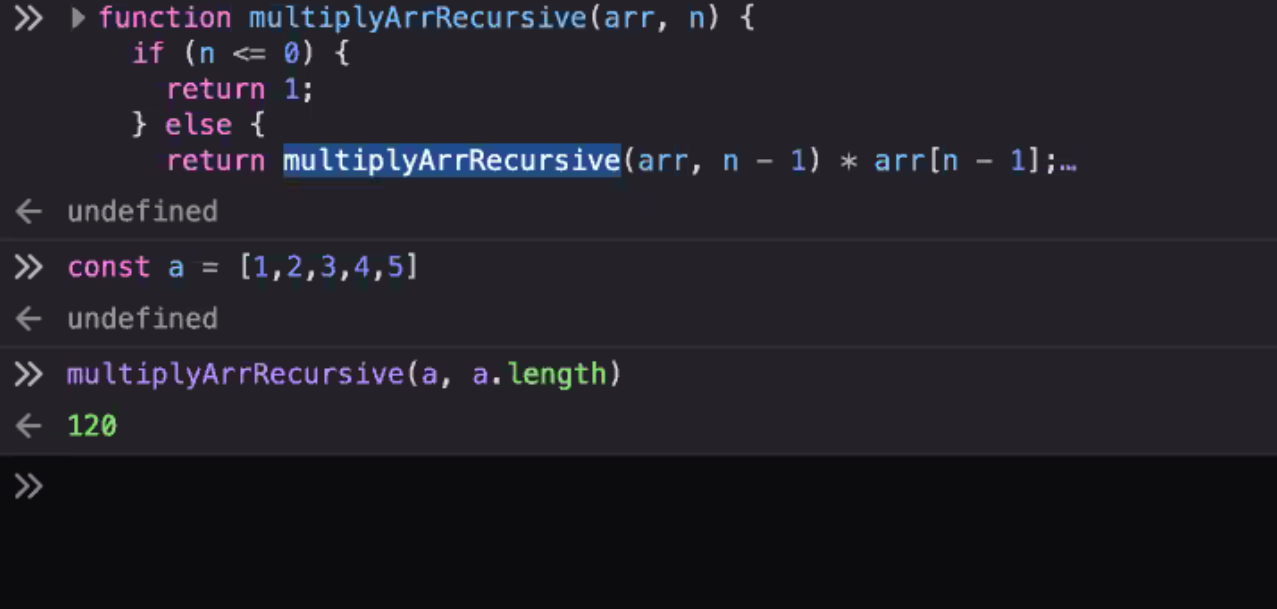 function multiplyArrRecursive(arr, n) {
if (n <= 0) {
return 1;
} else {
return multiplyArrRecursive(arr, n - 1) * arr[n - 1];…
undefined
const a = [1,2,3,4,5]
undefined
multiplyArrRecursive(a, a.length)
120